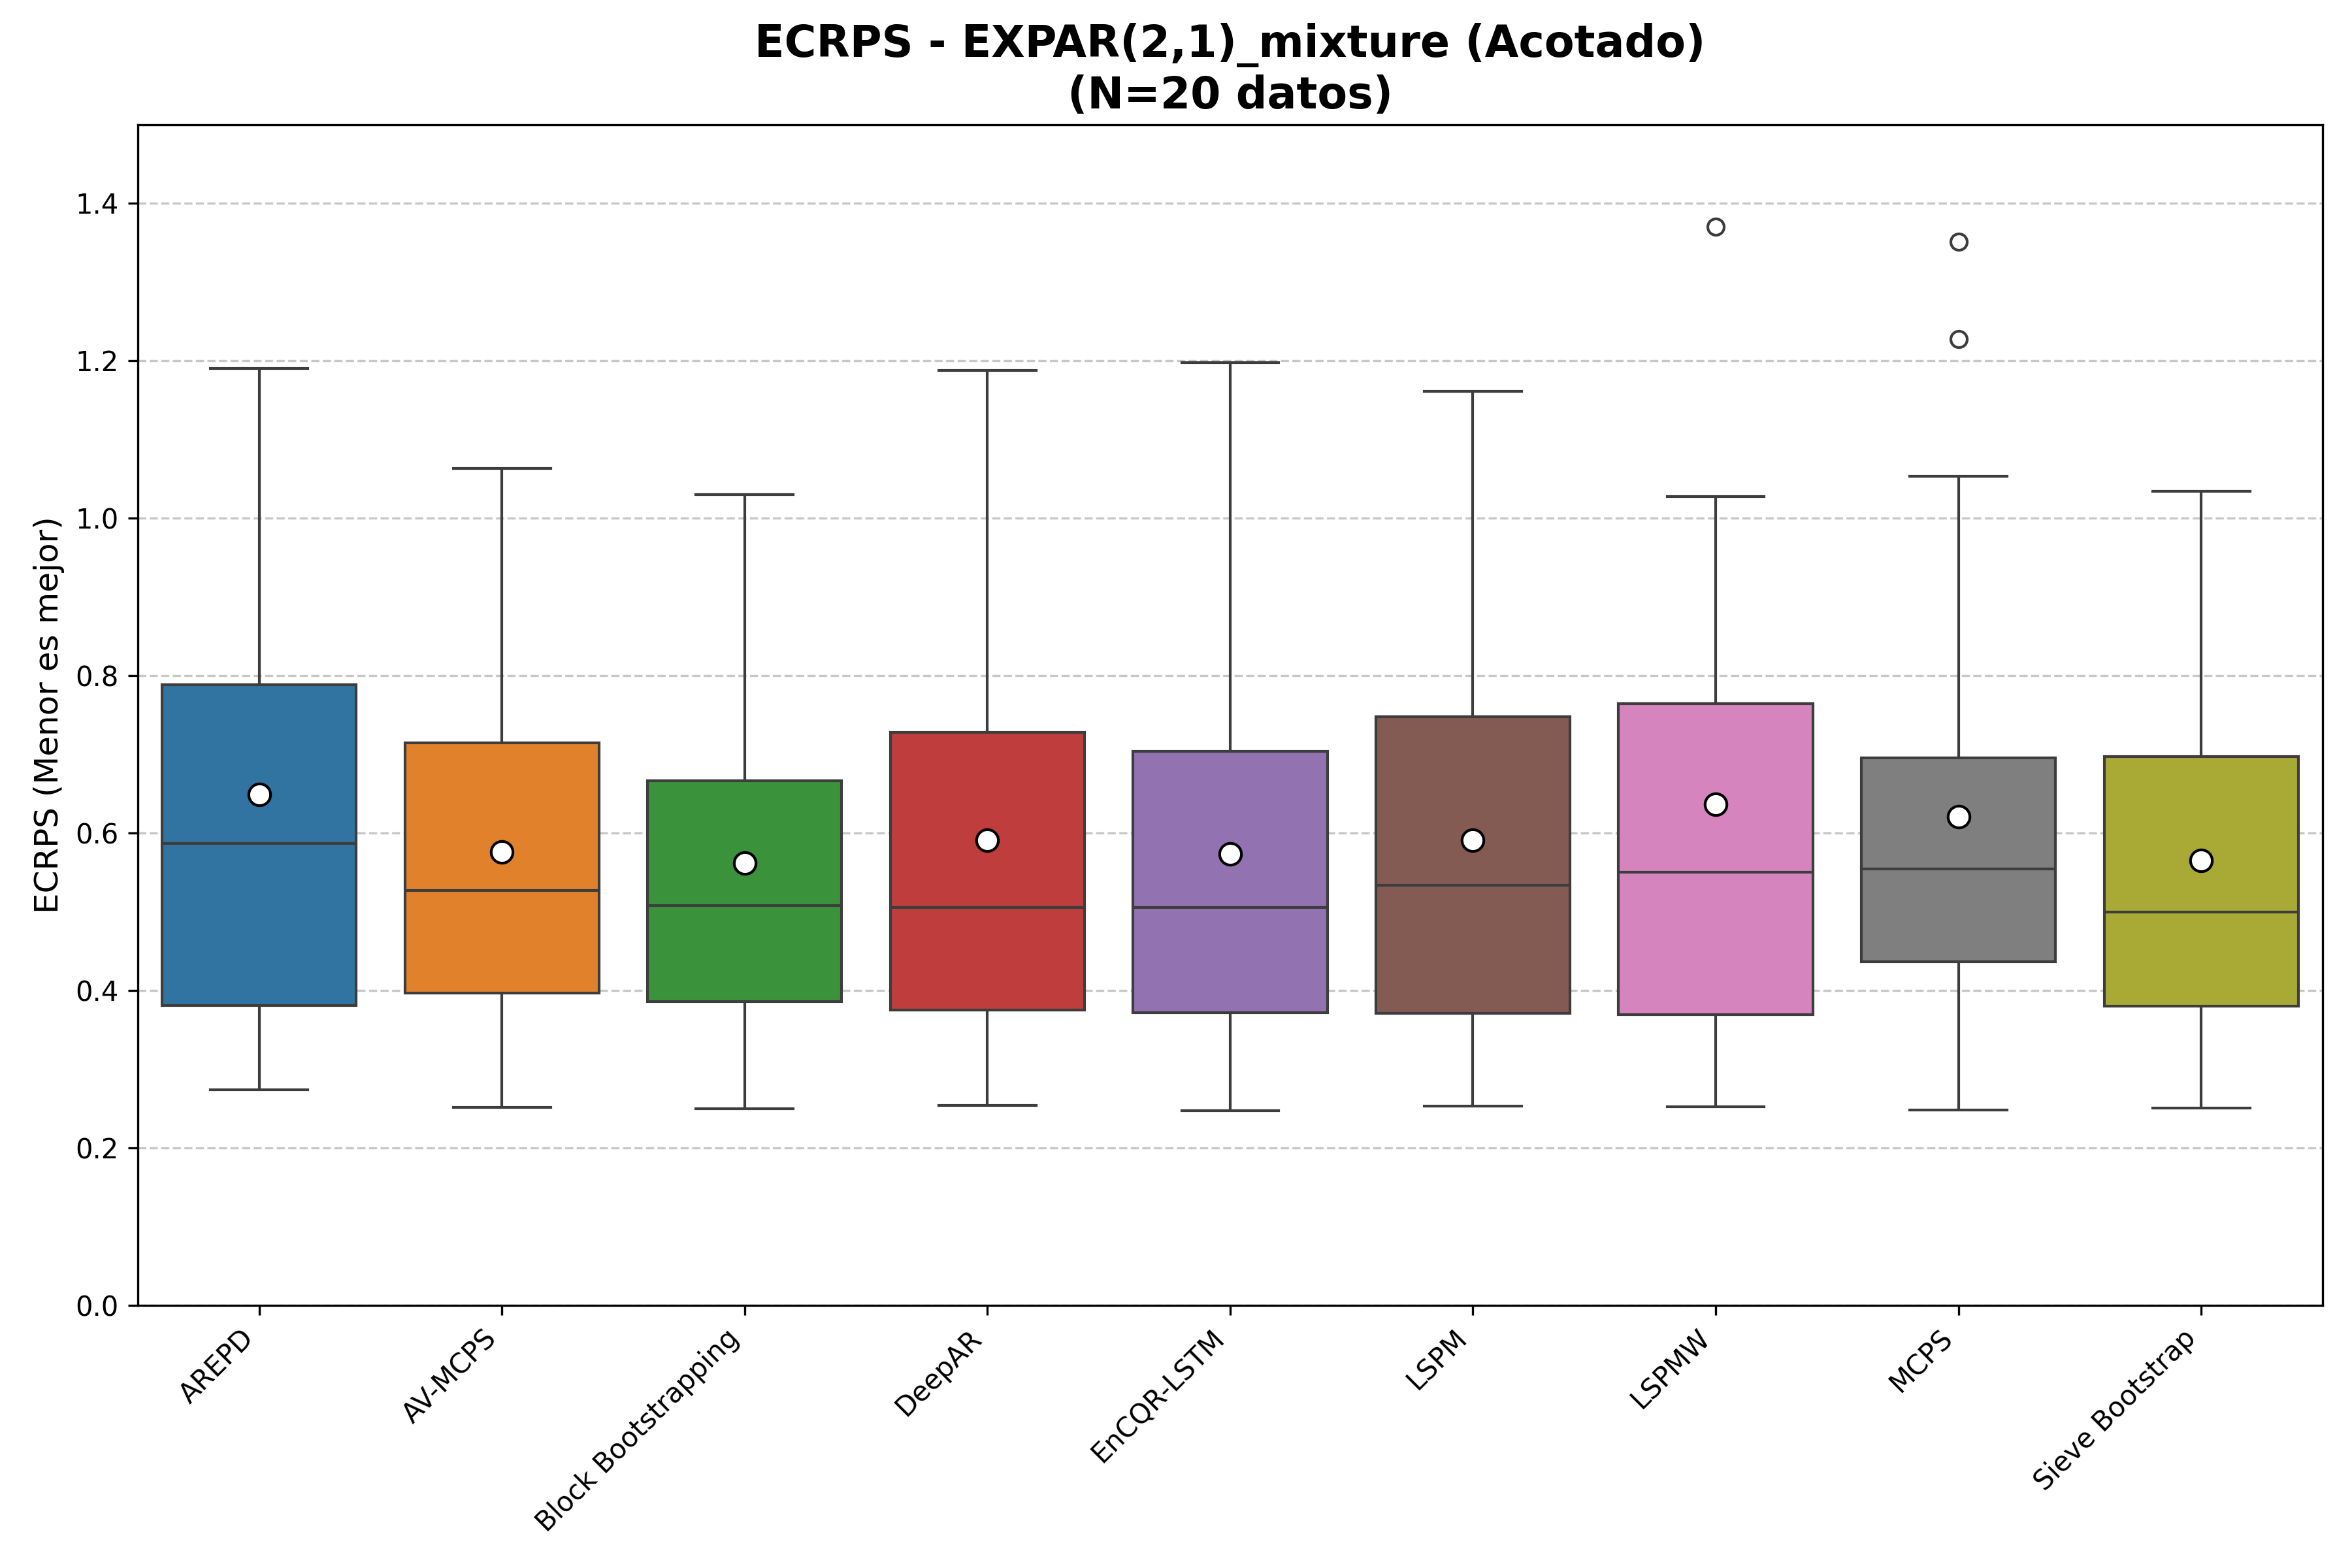 ECRPS - EXPAR(2,1)_mixture (Acotado)
(N=20 datos)
ECRPS (Menor es mejor)
1.4
1.2
1.0
0.8
0.6
0.4
0.2
0.0
AREPD
AV-MCPS
Block Bootstrapping
DeepAR
EnCQR-LSTM
LSPM
LSPMW
MCPS
Sieve Bootstrap